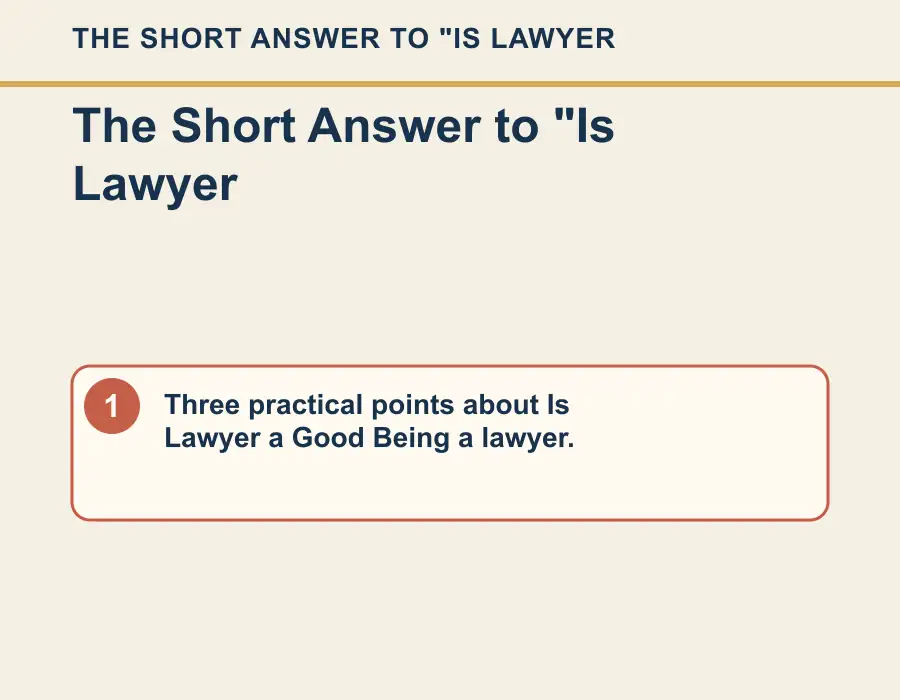 THE SHORT ANSWER TO "IS LAWYER
The Short Answer to "Is
Lawyer
1
Three practical points about Is
Lawyer a Good Being a lawyer.